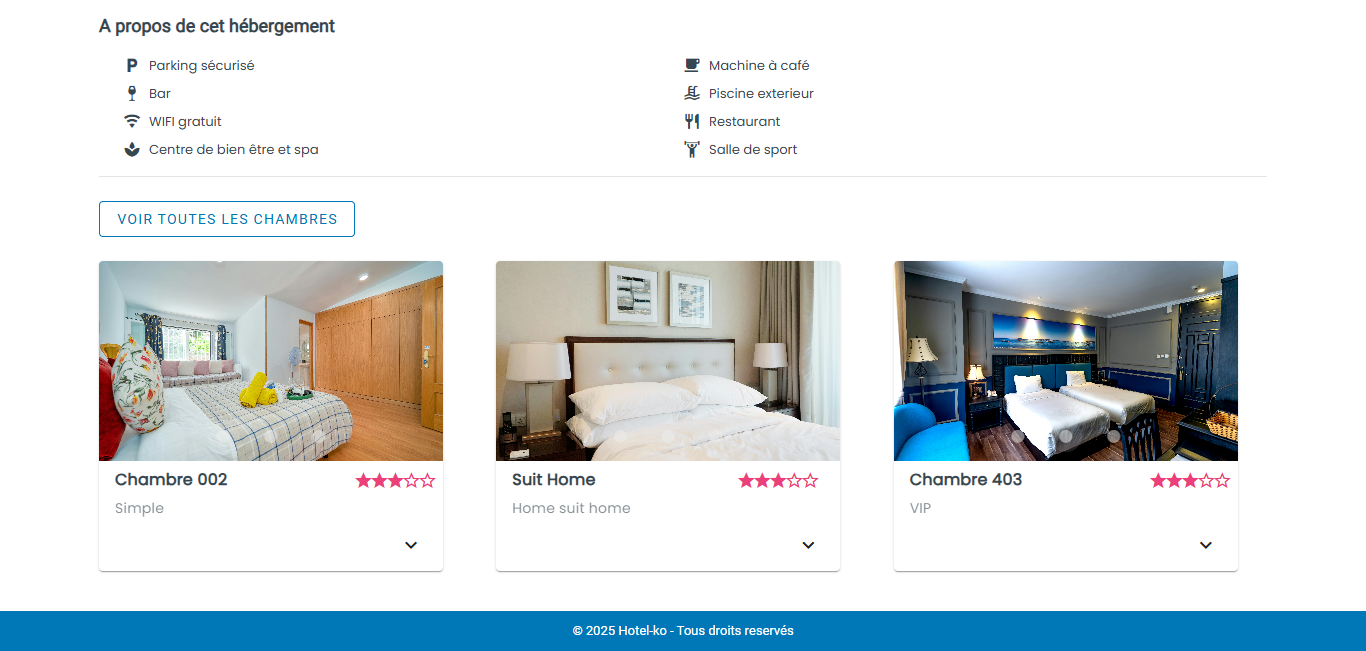 A propos de cet hébergement
Parking sécurisé
Machine à café
Bar
Piscine exterieur
WIFI gratuit
Restaurant
Centre de bien être et spa
Salle de sport
VOIR TOUTES LES CHAMBRES
Chambre 002
Simple
Suit Home
Home suit home
Chambre 403
VIP
© 2025 Hotel-ko - Tous droits reservés